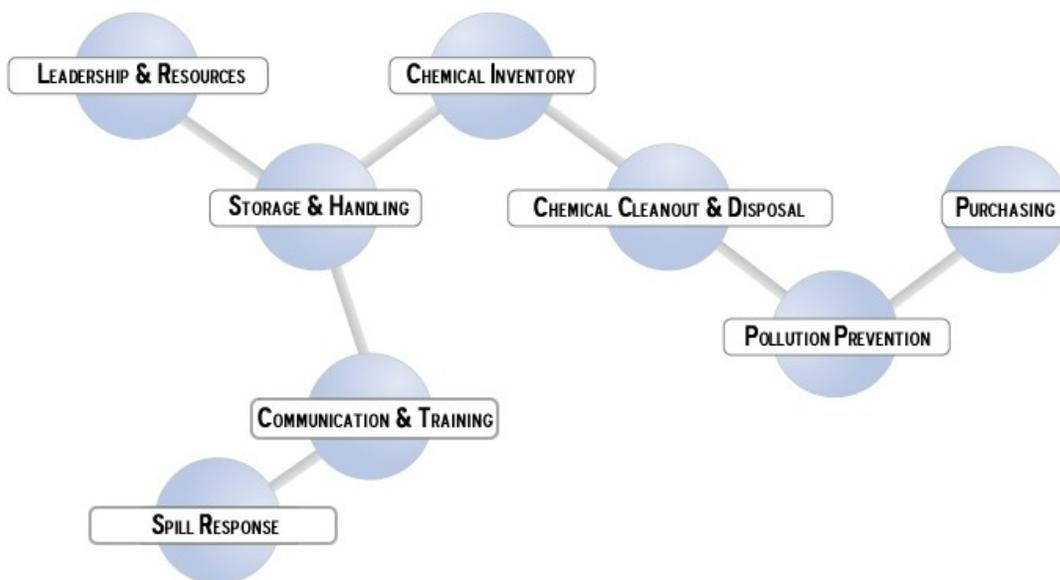 Leadership & Resources
Chemical Inventory
Storage & Handling
Chemical Cleanout & Disposal
Purchasing
Pollution Prevention
Communication & Training
Spill Response